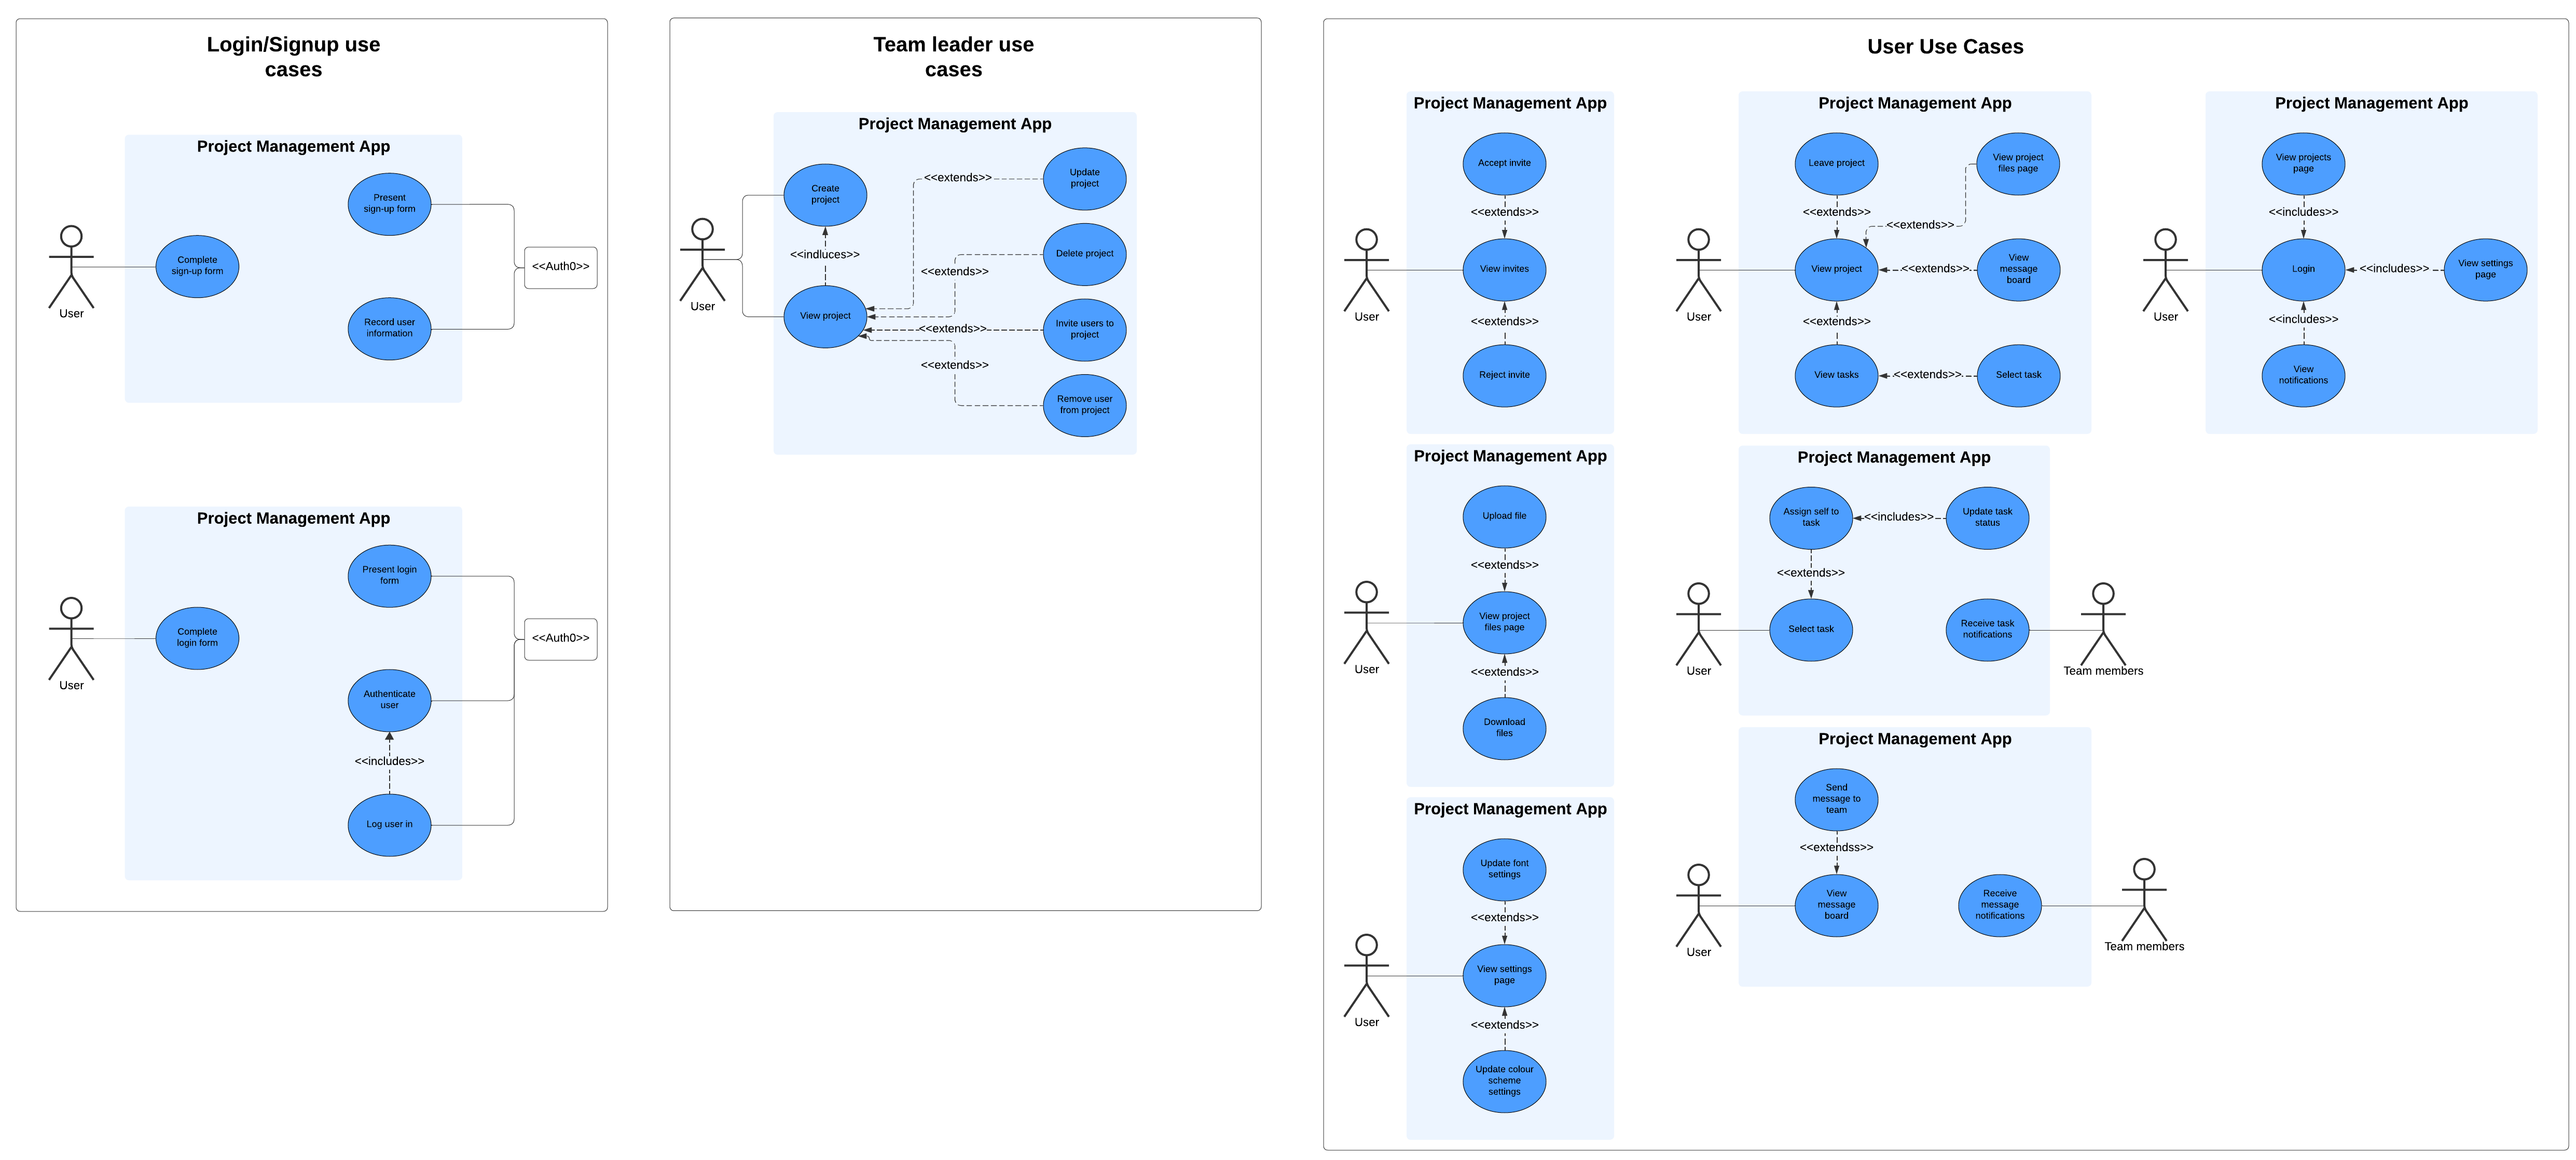 Login/Signup use
cases
Project Management App
Present
sign-up form
Complete
sign-up form
<<Auth0>>
User
Record user
information
Project Management App
Present login
form
Complete
login form
<<Auth0>>
User
Authenticate
user
<<includes>>
Log user in
Team leader use
cases
Project Management App
Create
project
<<extends>>
Update
project
<<indluces>>
Delete project
<<extends>>
User
View project
<<extends>>
Invite users to
project
<<extends>>
Remove user
from project
User Use Cases
Project Management App
Accept invite
<<extends>>
View invites
User
<<extends>>
Reject invite
Project Management App
Leave project
View project
files page
<<extends>>
<<extends>>
View project
<<extends>>
View
message
board
User
<<extends>>
View tasks
<<extends>>
Select task
Project Management App
View projects
page
<<includes>>
Login
<<includes>>
View settings
page
User
<<includes>>
View
notifications
Project Management App
Upload file
<<extends>>
View project
files page
User
<<extends>>
Download
files
Project Management App
Assign self to
task
<<includes>>
Update task
status
<<extends>>
Select task
Receive task
notifications
User
Team members
Project Management App
Update font
settings
<<extends>>
View settings
page
User
<<extends>>
Update colour
scheme
settings
Project Management App
Send
message to
team
<<extendss>>
View
message
board
Receive
message
notifications
User
Team members